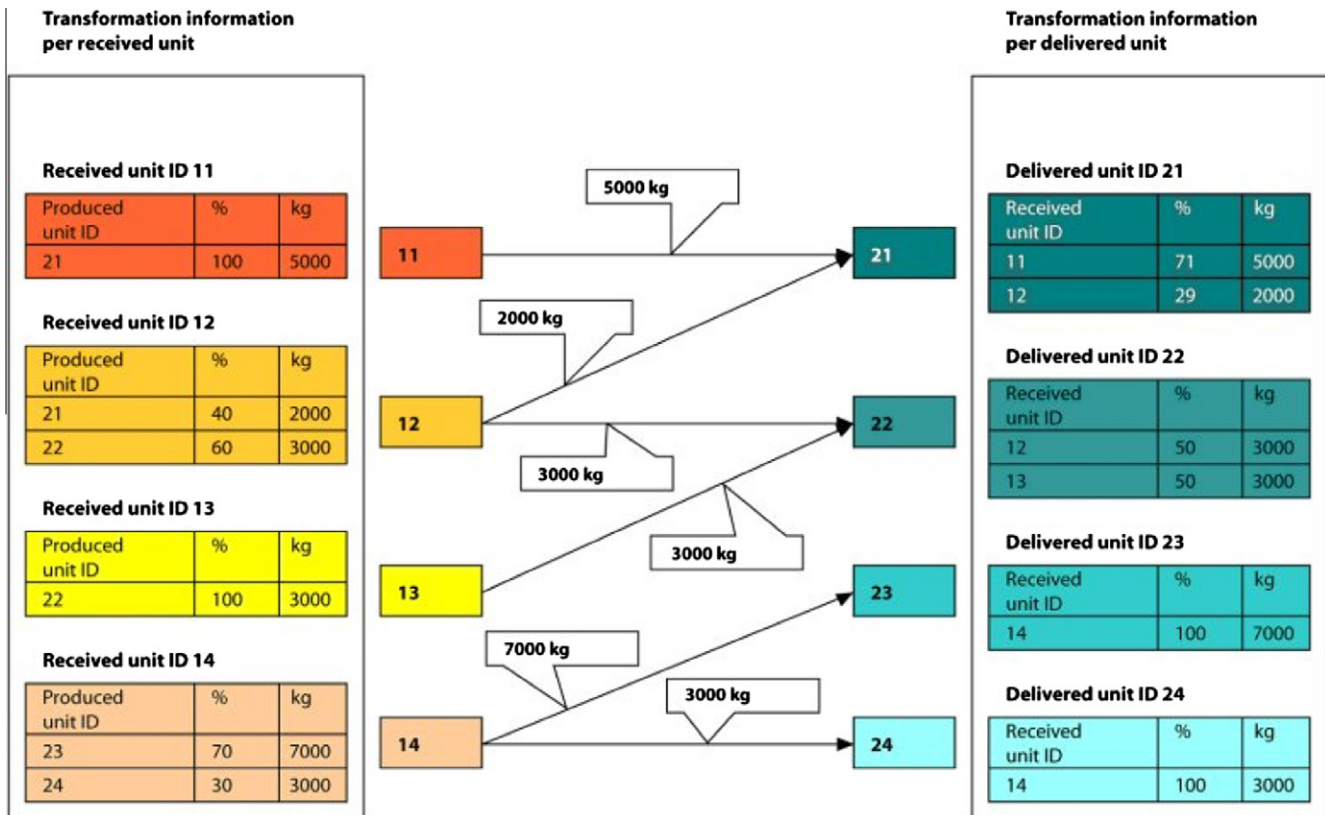 Transformation information
per received unit
Transformation information
per delivered unit
Received unit ID 11
Produced
unit ID % kg
21 100 5000
Received unit ID 12
Produced
unit ID % kg
21 40 2000
22 60 3000
Received unit ID 13
Produced
unit ID % kg
22 100 3000
Received unit ID 14
Produced
unit ID % kg
23 70 7000
24 30 3000
5000 kg
11
21
2000 kg
12
22
3000 kg
3000 kg
13
23
7000 kg
3000 kg
14
24
Delivered unit ID 21
Received
unit ID % kg
11 71 5000
12 29 2000
Delivered unit ID 22
Received
unit ID % kg
12 50 3000
13 50 3000
Delivered unit ID 23
Received
unit ID % kg
14 100 7000
Delivered unit ID 24
Received
unit ID % kg
14 100 3000